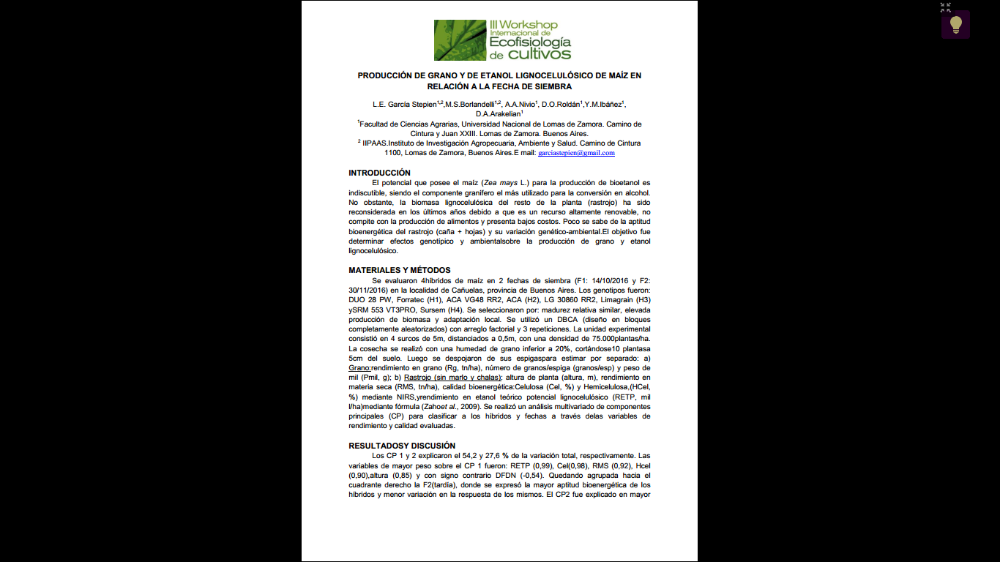 III Workshop
Internacional de
Ecofisiología
de cultivos
PRODUCCIÓN DE GRANO Y DE ETANOL LIGNOCELULÓSICO DE MAÍZ EN
RELACIÓN A LA FECHA DE SIEMBRA
L.E. García Stepien1,2,M.S.Borlandelli1,2, A.A.Nivio1, D.O.Roldán1,Y.M.Ibáñez1,
D.A.Arakelian1
1Facultad de Ciencias Agrarias, Universidad Nacional de Lomas de Zamora. Camino de
Cintura y Juan XXIII. Lomas de Zamora. Buenos Aires.
2 IIPAAS.Instituto de Investigación Agropecuaria, Ambiente y Salud. Camino de Cintura
1100, Lomas de Zamora, Buenos Aires.E mail: garciastepien@gmail.com
INTRODUCCIÓN
El potencial que posee el maíz (Zea mays L.) para la producción de bioetanol es
indiscutible, siendo el componente granífero el más utilizado para la conversión en alcohol.
No obstante, la biomasa lignocelulósica del resto de la planta (rastrojo) ha sido
reconsiderada en los últimos años debido a que es un recurso altamente renovable, no
compite con la producción de alimentos y presenta bajos costos. Poco se sabe de la aptitud
bioenergética del rastrojo (caña + hojas) y su variación genético-ambiental.El objetivo fue
determinar efectos genotípico y ambientalsobre la producción de grano y etanol
lignocelulósico.
MATERIALES Y MÉTODOS
Se evaluaron 4híbridos de maíz en 2 fechas de siembra (F1: 14/10/2016 y F2:
30/11/2016) en la localidad de Cañuelas, provincia de Buenos Aires. Los genotipos fueron:
DUO 28 PW, Forratec (H1), ACA VG48 RR2, ACA (H2), LG 30860 RR2, Limagrain (H3)
ySRM 553 VT3PRO, Sursem (H4). Se seleccionaron por: madurez relativa similar, elevada
producción de biomasa y adaptación local. Se utilizó un DBCA (diseño en bloques
completamente aleatorizados) con arreglo factorial y 3 repeticiones. La unidad experimental
consistió en 4 surcos de 5m, distanciados a 0,5m, con una densidad de 75.000plantas/ha.
La cosecha se realizó con una humedad de grano inferior a 20%, cortándose10 plantasa
5cm del suelo. Luego se despojaron de sus espigaspara estimar por separado: a)
Grano:rendimiento en grano (Rg, tn/ha), número de granos/espiga (granos/esp) y peso de
mil (Pmil, g); b) Rastrojo (sin marlo y chalas): altura de planta (altura, m), rendimiento en
materia seca (RMS, tn/ha), calidad bioenergética:Celulosa (Cel, %) y Hemicelulosa,(HCel,
%) mediante NIRS,yrendimiento en etanol teórico potencial lignocelulósico (RETP, mil
l/ha)mediante fórmula (Zahoet al., 2009). Se realizó un análisis multivariado de componentes
principales (CP) para clasificar a los híbridos y fechas a través delas variables de
rendimiento y calidad evaluadas.
RESULTADOSY DISCUSIÓN
Los CP 1 y 2 explicaron el 54,2 y 27,6 % de la variación total, respectivamente. Las
variables de mayor peso sobre el CP 1 fueron: RETP (0,99), Cel(0,98), RMS (0,92), Hcel
(0,90),altura (0,85) y con signo contrario DFDN (-0,54). Quedando agrupada hacia el
cuadrante derecho la F2(tardía), donde se expresó la mayor aptitud bioenergética de los
híbridos y menor variación en la respuesta de los mismos. El CP2 fue explicado en mayor